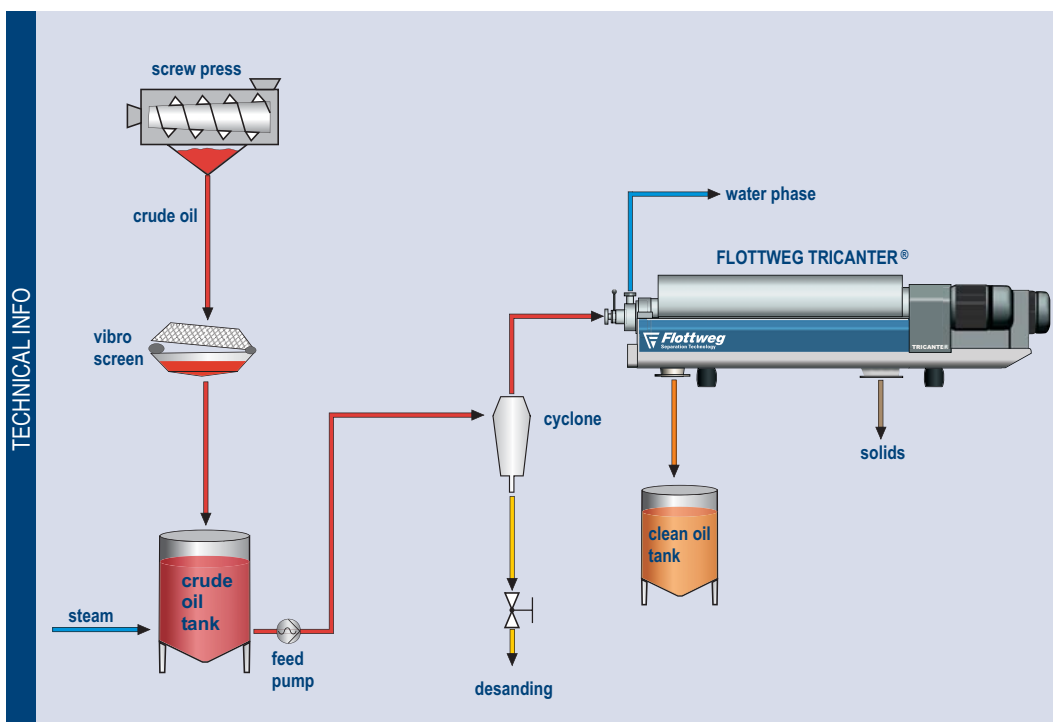 TECHNICAL INFO
screw press
crude oil
vibro
screen
crude
oil
tank
steam
feed
pump
cyclone
desanding
water phase
FLOTTWEG TRICANTER®
Flottweg
Separation Technology
TRICANTER
clean oil
tank
solids